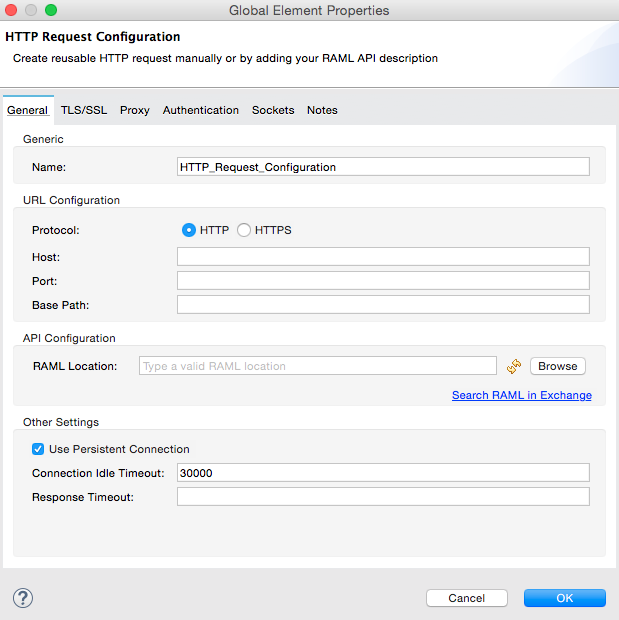 Global Element Properties
HTTP Request Configuration
Create reusable HTTP request manually or by adding your RAML API description
General TLS/SSL Proxy Authentication Sockets Notes
Generic
Name: HTTP_Request_Configuration
URL Configuration
Protocol: HTTP HTTPS
Host:
Port:
Base Path:
API Configuration
RAML Location: Type a valid RAML location Browse
Search RAML in Exchange
Other Settings
Use Persistent Connection
Connection Idle Timeout: 30000
Response Timeout:
? Cancel OK